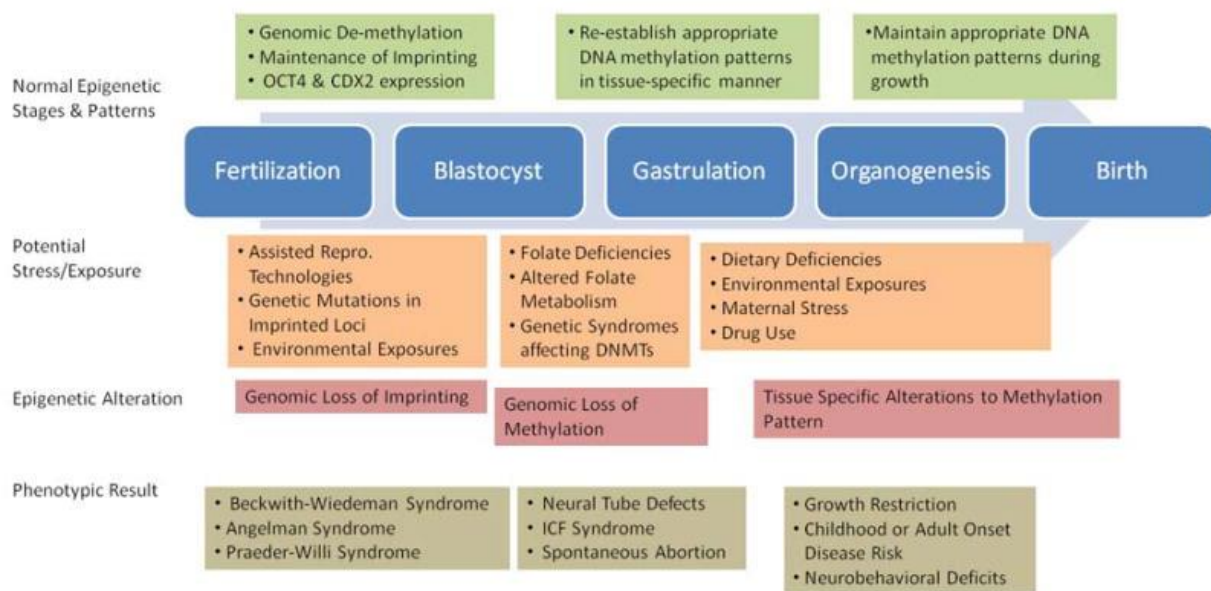 Normal Epigenetic
Stages & Patterns
• Genomic De-methylation
• Maintenance of Imprinting
• OCT4 & CDX2 expression
• Re-establish appropriate
DNA methylation patterns
in tissue-specific manner
•Maintain appropriate DNA
methylation patterns during
growth
Fertilization
Blastocyst
Gastrulation
Organogenesis
Birth
Potential
Stress/Exposure
• Assisted Repro.
Technologies
• Genetic Mutations in
Imprinted Loci
• Environmental Exposures
• Folate Deficiencies
• Altered Folate
Metabolism
• Genetic Syndromes
affecting DNMTs
• Dietary Deficiencies
• Environmental Exposures
• Maternal Stress
• Drug Use
Epigenetic Alteration
Genomic Loss of Imprinting
Genomic Loss of
Methylation
Tissue Specific Alterations to Methylation
Pattern
Phenotypic Result
• Beckwith-Wiedeman Syndrome
• Angelman Syndrome
• Praeder-Willi Syndrome
• Neural Tube Defects
• ICF Syndrome
• Spontaneous Abortion
• Growth Restriction
• Childhood or Adult Onset
Disease Risk
• Neurobehavioral Deficits